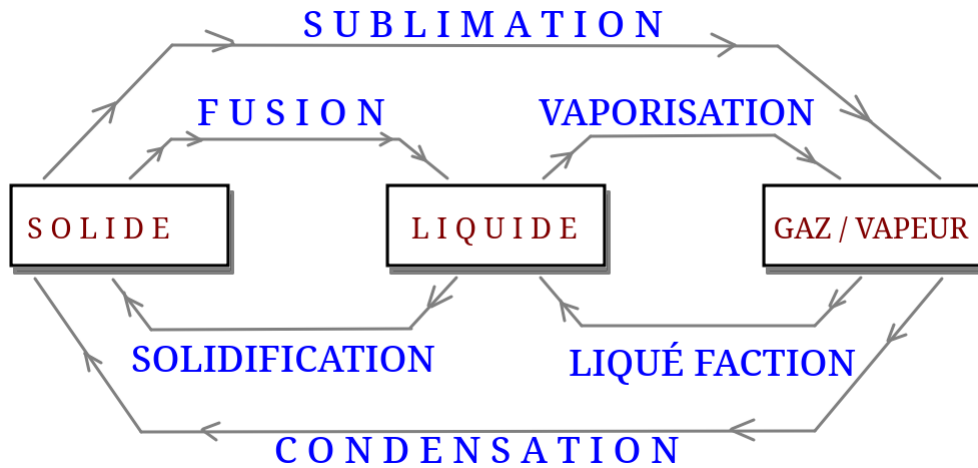 SUBLIMATION
FUSION
VAPORISATION
SOLIDE
LIQUIDE
GAZ / VAPEUR
SOLIDIFICATION
LIQUÉ FACTION
CONDENSATION